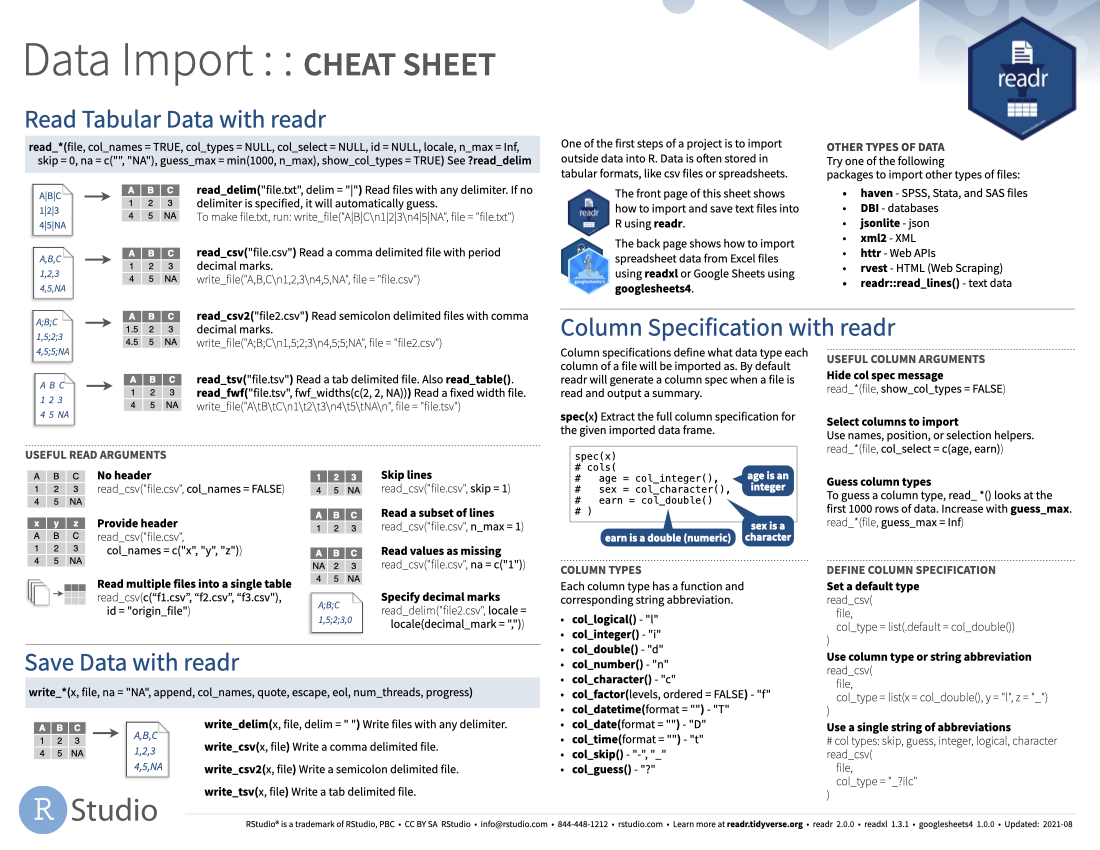 Data Import : : CHEAT SHEET
readr
Read Tabular Data with readr
read_*(file, col_names = TRUE, col_types = NULL, col_select = NULL, id = NULL, locale, n_max = Inf,
skip = 0, na = c("", "NA"), guess_max = min(1000, n_max), show_col_types = TRUE) See ?read_delim
A|B|C
1|2|3
4|5|NA
A B C
1 2 3
4 5 NA
read_delim("file.txt", delim = "|") Read files with any delimiter. If no
delimiter is specified, it will automatically guess.
To make file.txt, run: write_file("A|B|C\n1|2|3\n4|5|NA", file = "file.txt")
A,B,C
1,2,3
4,5,NA
A B C
1 2 3
4 5 NA
read_csv("file.csv") Read a comma delimited file with period
decimal marks.
write_file("A,B,C\n1,2,3\n4,5,NA", file = "file.csv")
A;B;C
1,5;2;3
4,5;5;NA
A B C
1.5 2 3
4.5 5 NA
read_csv2("file2.csv") Read semicolon delimited files with comma
decimal marks.
write_file("A;B;C\n1,5;2;3\n4,5;5;NA", file = "file2.csv")
A B C
1 2 3
4 5 NA
A B C
1 2 3
4 5 NA
read_tsv("file.tsv") Read a tab delimited file. Also read_table().
read_fwf("file.tsv", fwf_widths(c(2, 2, NA))) Read a fixed width file.
write_file("A\tB\tC\n1\t2\t3\n4\t5\tNA\n", file = "file.tsv")
USEFUL READ ARGUMENTS
A B C
1 2 3
4 5 NA
No header
read_csv("file.csv", col_names = FALSE)
x y z
A B C
1 2 3
4 5 NA
Provide header
read_csv("file.csv",
col_names = c("x", "y", "z"))
Read multiple files into a single table
read_csv(c("f1.csv", "f2.csv", "f3.csv"),
id = "origin_file")
1 2 3
4 5 NA
Skip lines
read_csv("file.csv", skip = 1)
A B C
1 2 3
Read a subset of lines
read_csv("file.csv", n_max = 1)
A B C
NA 2 3
4 5 NA
Read values as missing
read_csv("file.csv", na = c("1"))
A;B;C
1,5;2;3,0
Specify decimal marks
read_delim("file2.csv", locale =
locale(decimal_mark = ","))
Save Data with readr
write_*(x, file, na = "NA", append, col_names, quote, escape, eol, num_threads, progress)
A B C
1 2 3
4 5 NA
A,B,C
1,2,3
4,5,NA
write_delim(x, file, delim = " ") Write files with any delimiter.
write_csv(x, file) Write a comma delimited file.
write_csv2(x, file) Write a semicolon delimited file.
write_tsv(x, file) Write a tab delimited file.
One of the first steps of a project is to import
outside data into R. Data is often stored in
tabular formats, like csv files or spreadsheets.
readr
The front page of this sheet shows
how to import and save text files into
R using readr.
googlesheets4
The back page shows how to import
spreadsheet data from Excel files
using readxl or Google Sheets using
googlesheets4.
OTHER TYPES OF DATA
Try one of the following
packages to import other types of files:
• haven - SPSS, Stata, and SAS files
• DBI - databases
• jsonlite - json
• xml2 - XML
• httr - Web APIs
• rvest - HTML (Web Scraping)
• readr::read_lines() - text data
Column Specification with readr
Column specifications define what data type each
column of a file will be imported as. By default
readr will generate a column spec when a file is
read and output a summary.
spec(x) Extract the full column specification for
the given imported data frame.
spec(x)
# cols(
#   age = col_integer(),
#   sex = col_character(),
#   earn = col_double()
# )
age is an
integer
earn is a double (numeric)
sex is a
character
COLUMN TYPES
Each column type has a function and
corresponding string abbreviation.
• col_logical() - "l"
• col_integer() - "i"
• col_double() - "d"
• col_number() - "n"
• col_character() - "c"
• col_factor(levels, ordered = FALSE) - "f"
• col_datetime(format = "") - "T"
• col_date(format = "") - "D"
• col_time(format = "") - "t"
• col_skip() - "-", "_"
• col_guess() - "?"
USEFUL COLUMN ARGUMENTS
Hide col spec message
read_*(file, show_col_types = FALSE)
Select columns to import
Use names, position, or selection helpers.
read_*(file, col_select = c(age, earn))
Guess column types
To guess a column type, read_ *() looks at the
first 1000 rows of data. Increase with guess_max.
read_*(file, guess_max = Inf)
DEFINE COLUMN SPECIFICATION
Set a default type
read_csv(
file,
col_type = list(.default = col_double())
)
Use column type or string abbreviation
read_csv(
file,
col_type = list(x = col_double(), y = "l", z = "_")
)
Use a single string of abbreviations
# col types: skip, guess, integer, logical, character
read_csv(
file,
col_type = "_?ilc"
)
R Studio
RStudio® is a trademark of RStudio, PBC • CC BY SA RStudio • info@rstudio.com • 844-448-1212 • rstudio.com • Learn more at readr.tidyverse.org • readr 2.0.0 • readxl 1.3.1 • googlesheets4 1.0.0 • Updated: 2021-08